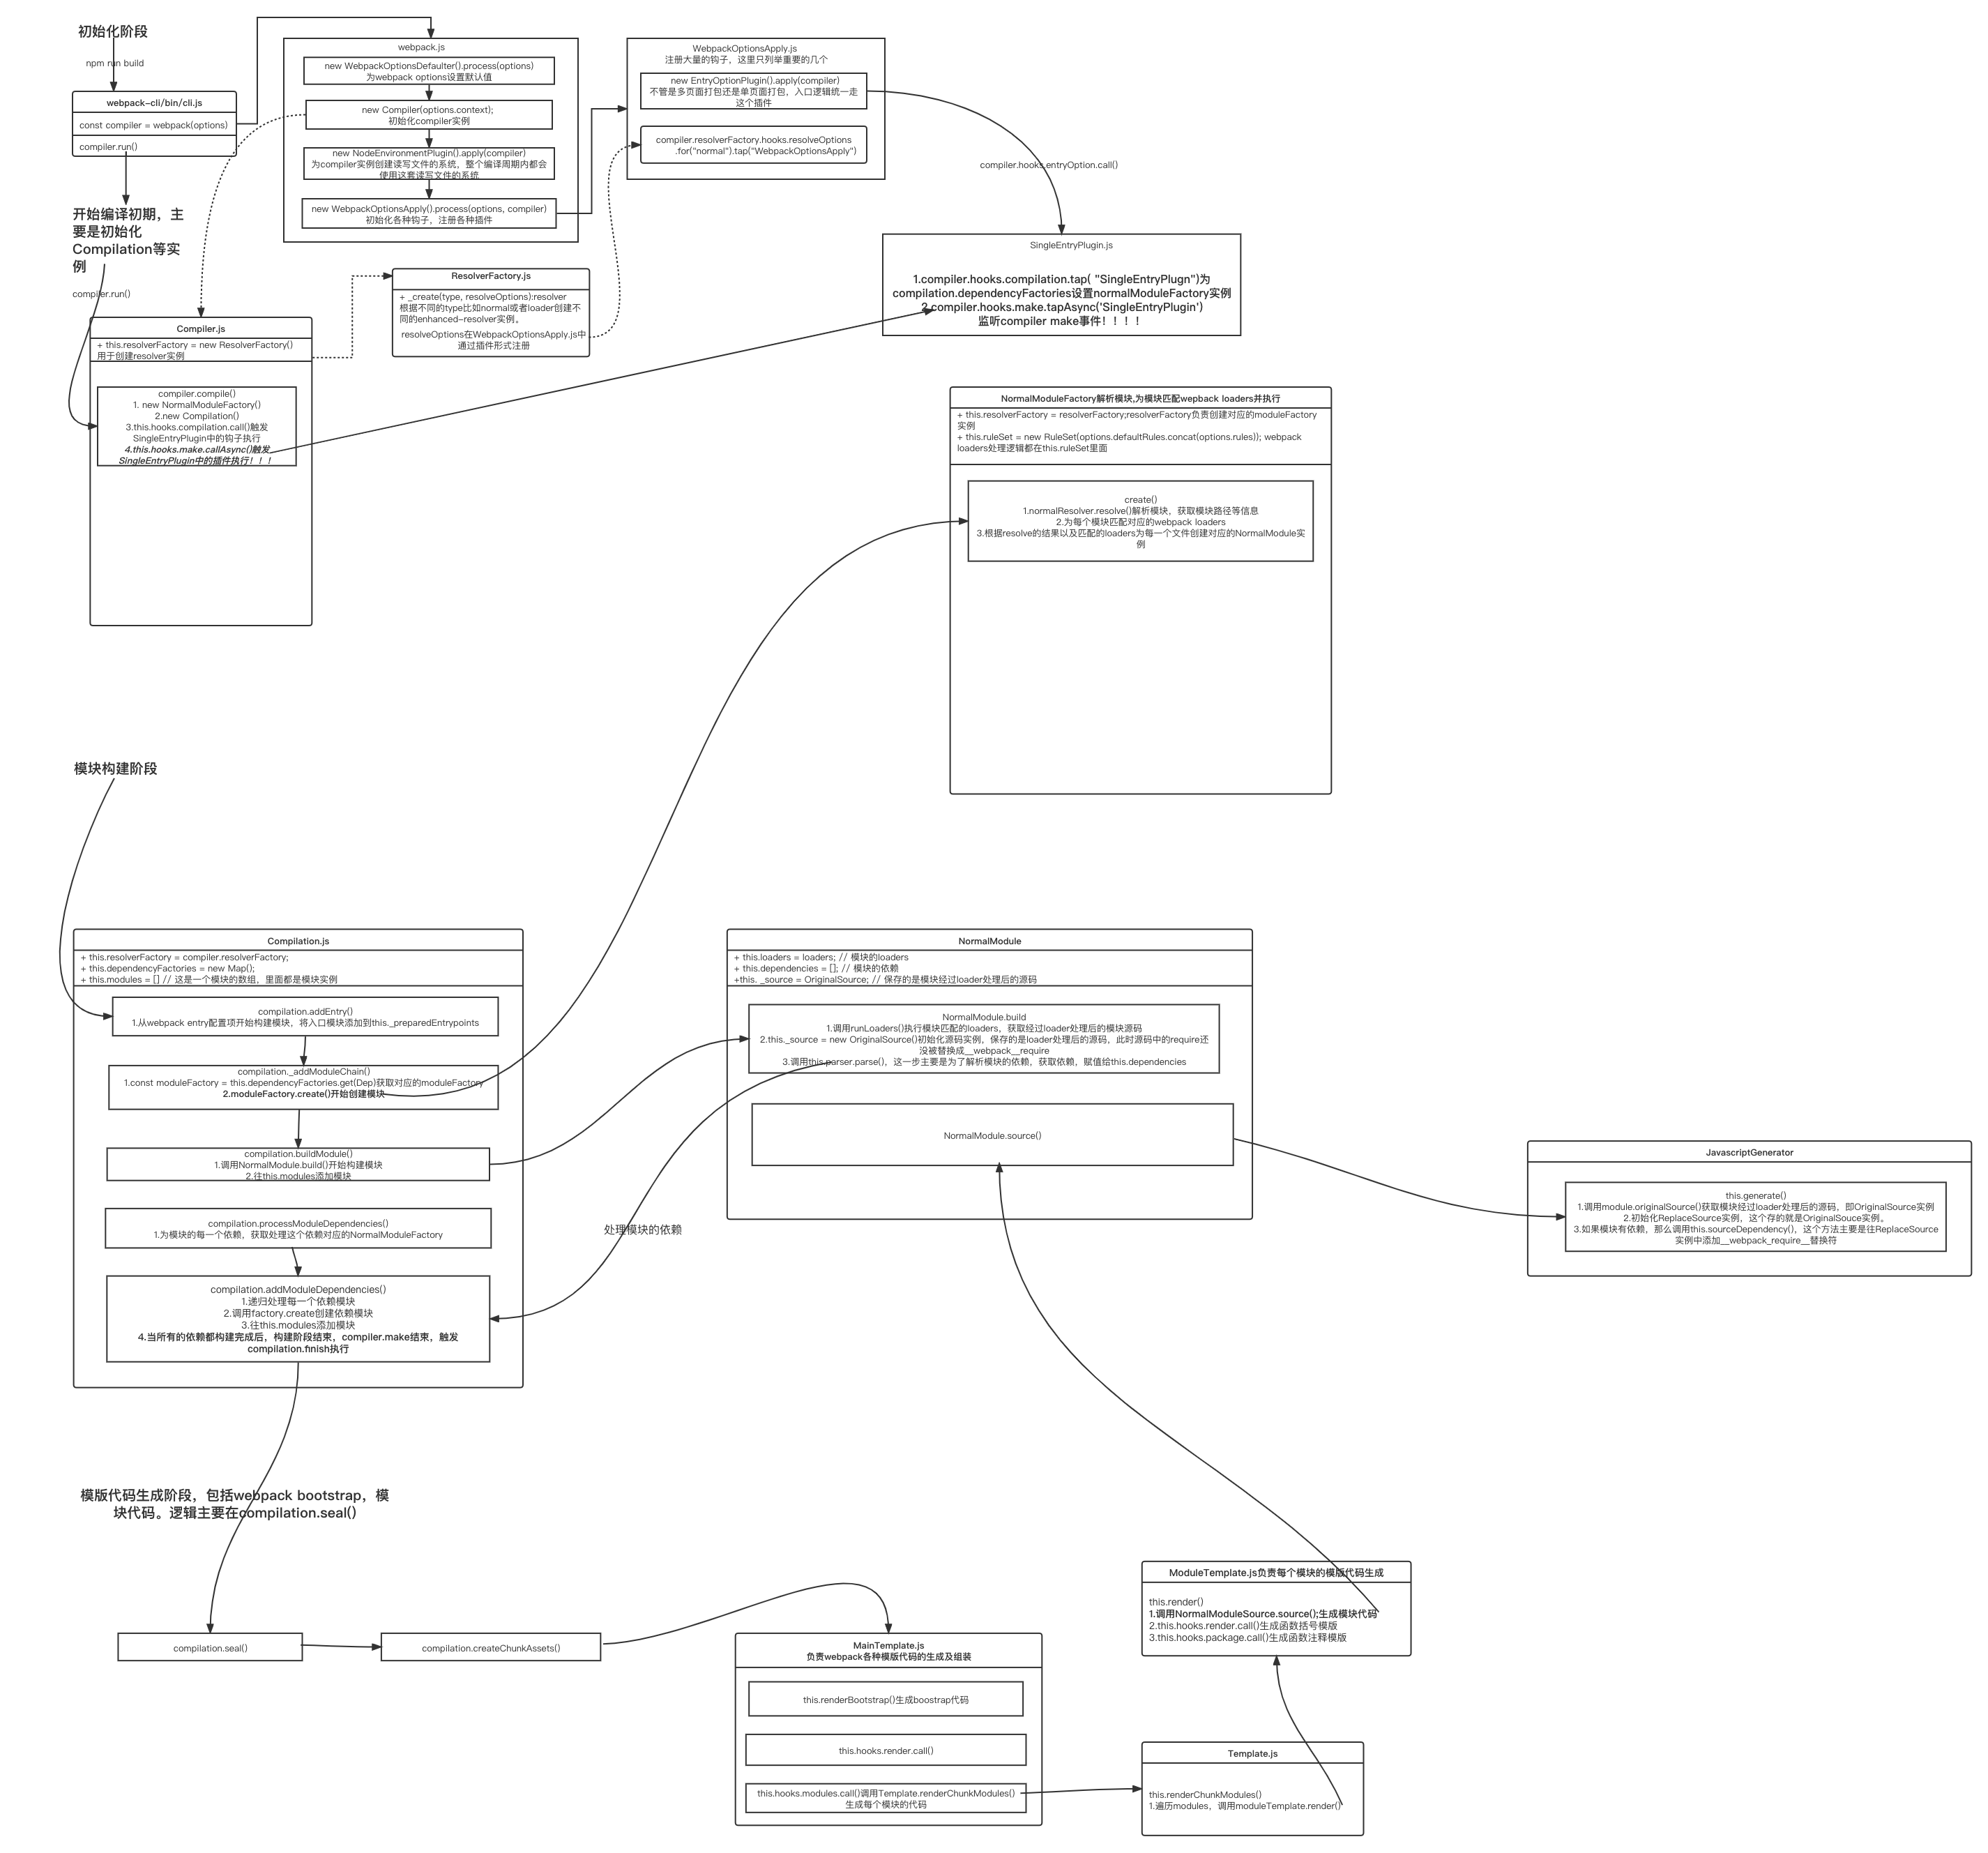 初始化阶段
npm run build
webpack-cli/bin/cli.js
const compiler = webpack(options)
compiler.run()
webpack.js
new WebpackOptionsDefaulter().process(options)
为webpack options设置默认值
new Compiler(options.context);
初始化compiler实例
new NodeEnvironmentPlugin().apply(compiler)
为compiler实例创建读写文件的系统，整个编译周期内都会
使用这套读写文件的系统
new WebpackOptionsApply().process(options, compiler)
初始化各种钩子，注册各种插件
WebpackOptionsApply.js
注册大量的钩子，这里只列举重要的几个
new EntryOptionPlugin().apply(compiler)
不管是多页面打包还是单页面打包，入口逻辑统一走
这个插件
compiler.resolverFactory.hooks.resolveOptions
.for("normal").tap("WebpackOptionsApply")
compiler.hooks.entryOption.call()
SingleEntryPlugin.js
1.compiler.hooks.compilation.tap( "SingleEntryPlugn")为
compilation.dependencyFactories设置normalModuleFactory实例
2.compiler.hooks.make.tapAsync('SingleEntryPlugin')
监听compiler make事件！！！！
开始编译初期，主
要是初始化
Compilation等实
例
compiler.run()
ResolverFactory.js
+ _create(type, resolveOptions):resolver
根据不同的type比如normal或者loader创建不
同的enhanced-resolver实例。
resolveOptions在WebpackOptionsApply.js中
通过插件形式注册
Compiler.js
+ this.resolverFactory = new ResolverFactory()
用于创建resolver实例
compiler.compile()
1. new NormalModuleFactory()
2.new Compilation()
3.this.hooks.compilation.call()触发
SingleEntryPlugin中的钩子执行
4.this.hooks.make.callAsync()触发
SingleEntryPlugin中的插件执行！！！
NormalModuleFactory解析模块,为模块匹配wepback loaders并执行
+ this.resolverFactory = resolverFactory;resolverFactory负责创建对应的moduleFactory
实例
+ this.ruleSet = new RuleSet(options.defaultRules.concat(options.rules)); webpack
loaders处理逻辑都在this.ruleSet里面
create()
1.normalResolver.resolve()解析模块，获取模块路径等信息
2.为每个模块匹配对应的webpack loaders
3.根据resolve的结果以及匹配的loaders为每一个文件创建对应的NormalModule实
例
模块构建阶段
Compilation.js
+ this.resolverFactory = compiler.resolverFactory;
+ this.dependencyFactories = new Map();
+ this.modules = [] // 这是一个模块的数组，里面都是模块实例
compilation.addEntry()
1.从webpack entry配置项开始构建模块，将入口模块添加到this._preparedEntrypoints
compilation._addModuleChain()
1.const moduleFactory = this.dependencyFactories.get(Dep)获取对应的moduleFactory
2.moduleFactory.create()开始创建模块
compilation.buildModule()
1.调用NormalModule.build()开始构建模块
2.往this.modules添加模块
compilation.processModuleDependencies()
1.为模块的每一个依赖，获取处理这个依赖对应的NormalModuleFactory
compilation.addModuleDependencies()
1.递归处理每一个依赖模块
2.调用factory.create创建依赖模块
3.往this.modules添加模块
4.当所有的依赖都构建完成后，构建阶段结束，compiler.make结束，触发
compilation.finish执行
NormalModule
+ this.loaders = loaders; // 模块的loaders
+ this.dependencies = []; // 模块的依赖
+this. _source = OriginalSource; // 保存的是模块经过loader处理后的源码
NormalModule.build
1.调用runLoaders()执行模块匹配的loaders，获取经过loader处理后的模块源码
2.this._source = new OriginalSource()初始化源码实例，保存的是loader处理后的源码，此时源码中的require还
没被替换成__webpack__require
3.调用this.parser.parse()，这一步主要是为了解析模块的依赖，获取依赖，赋值给this.dependencies
NormalModule.source()
处理模块的依赖
JavascriptGenerator
this.generate()
1.调用module.originalSource()获取模块经过loader处理后的源码，即OriginalSource实例
2.初始化ReplaceSource实例，这个存的就是OriginalSouce实例。
3.如果模块有依赖，那么调用this.sourceDependency()，这个方法主要是往ReplaceSource
实例中添加__webpack_require__替换符
模版代码生成阶段，包括webpack bootstrap，模
块代码。逻辑主要在compilation.seal()
compilation.seal()
compilation.createChunkAssets()
MainTemplate.js
负责webpack各种模版代码的生成及组装
this.renderBootstrap()生成boostrap代码
this.hooks.render.call()
this.hooks.modules.call()调用Template.renderChunkModules()
生成每个模块的代码
ModuleTemplate.js负责每个模块的模版代码生成
this.render()
1.调用NormalModuleSource.source();生成模块代码
2.this.hooks.render.call()生成函数括号模版
3.this.hooks.package.call()生成函数注释模版
Template.js
this.renderChunkModules()
1.遍历modules，调用moduleTemplate.render()